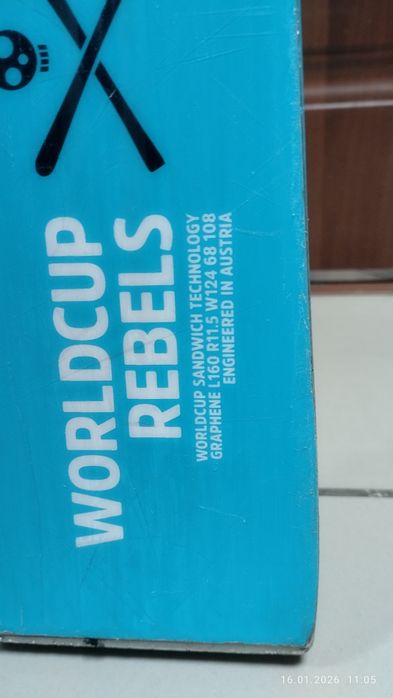 WORLDCUP
REBELS
WORLDCUP SANDWICH TECHNOLOGY
GRAPHENE L160 R11.5 W124 68 108
ENGINEERED IN AUSTRIA
16.01.2026 11:05